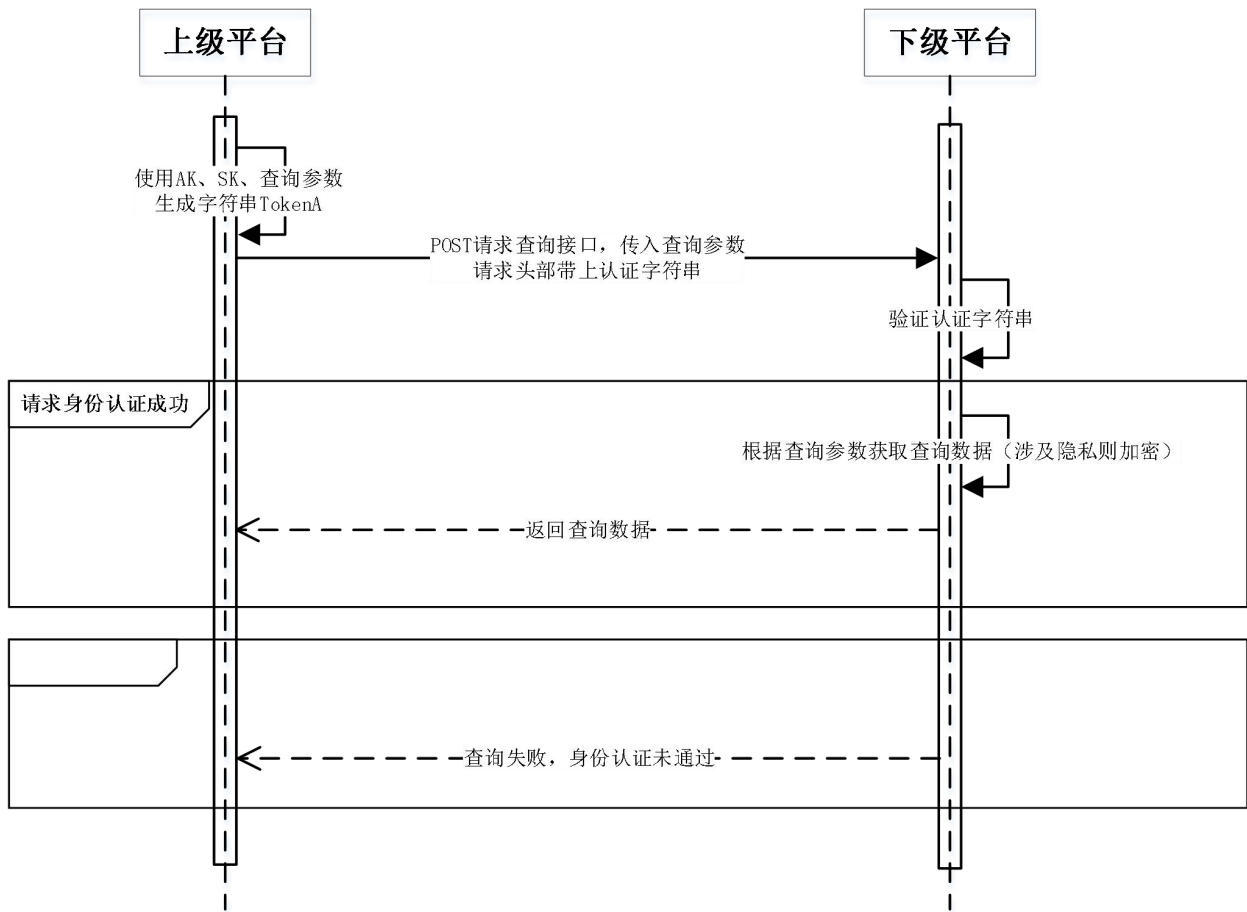 上级平台
下级平台
使用AK、SK、查询参数
生成字符串TokenA
POST请求查询接口，传入查询参数
请求头部带上认证字符串
验证认证字符串
请求身份认证成功
根据查询参数获取查询数据（涉及隐私则加密）
返回查询数据
查询失败，身份认证未通过